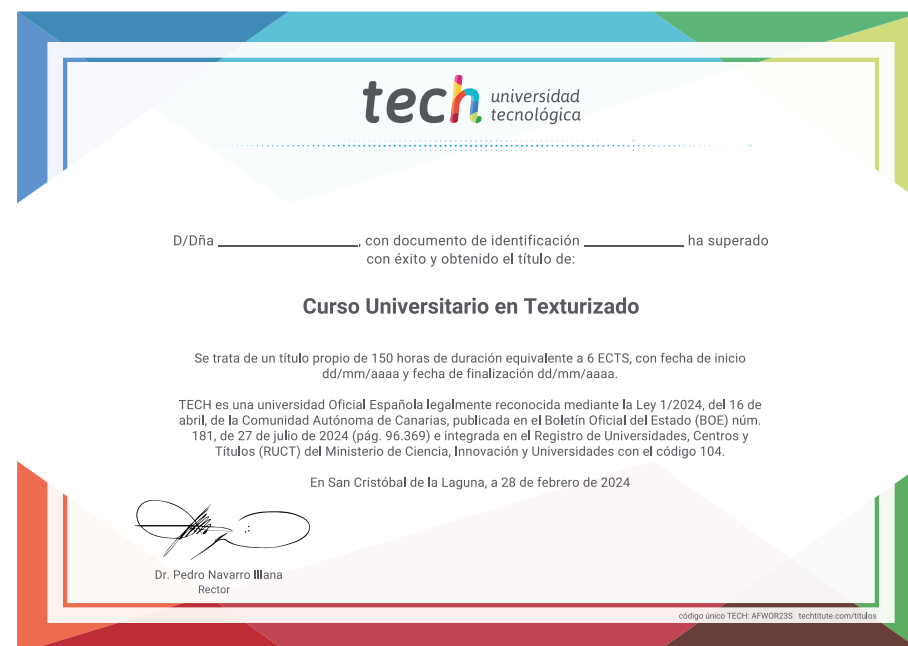 tech universidad
tecnológica
D/Dña ____________________, con documento de identificación ______________ ha superado
con éxito y obtenido el título de:
Curso Universitario en Texturizado
Se trata de un título propio de 150 horas de duración equivalente a 6 ECTS, con fecha de inicio
dd/mm/aaaa y fecha de finalización dd/mm/aaaa.
TECH es una universidad Oficial Española legalmente reconocida mediante la Ley 1/2024, del 16 de
abril, de la Comunidad Autónoma de Canarias, publicada en el Boletín Oficial del Estado (BOE) núm.
181, de 27 de julio de 2024 (pág. 96.369) e integrada en el Registro de Universidades, Centros y
Títulos (RUCT) del Ministerio de Ciencia, Innovación y Universidades con el código 104.
En San Cristóbal de la Laguna, a 28 de febrero de 2024
Dr. Pedro Navarro Illana
Rector
código único TECH: AFWOR23S techtitute.com/titulos